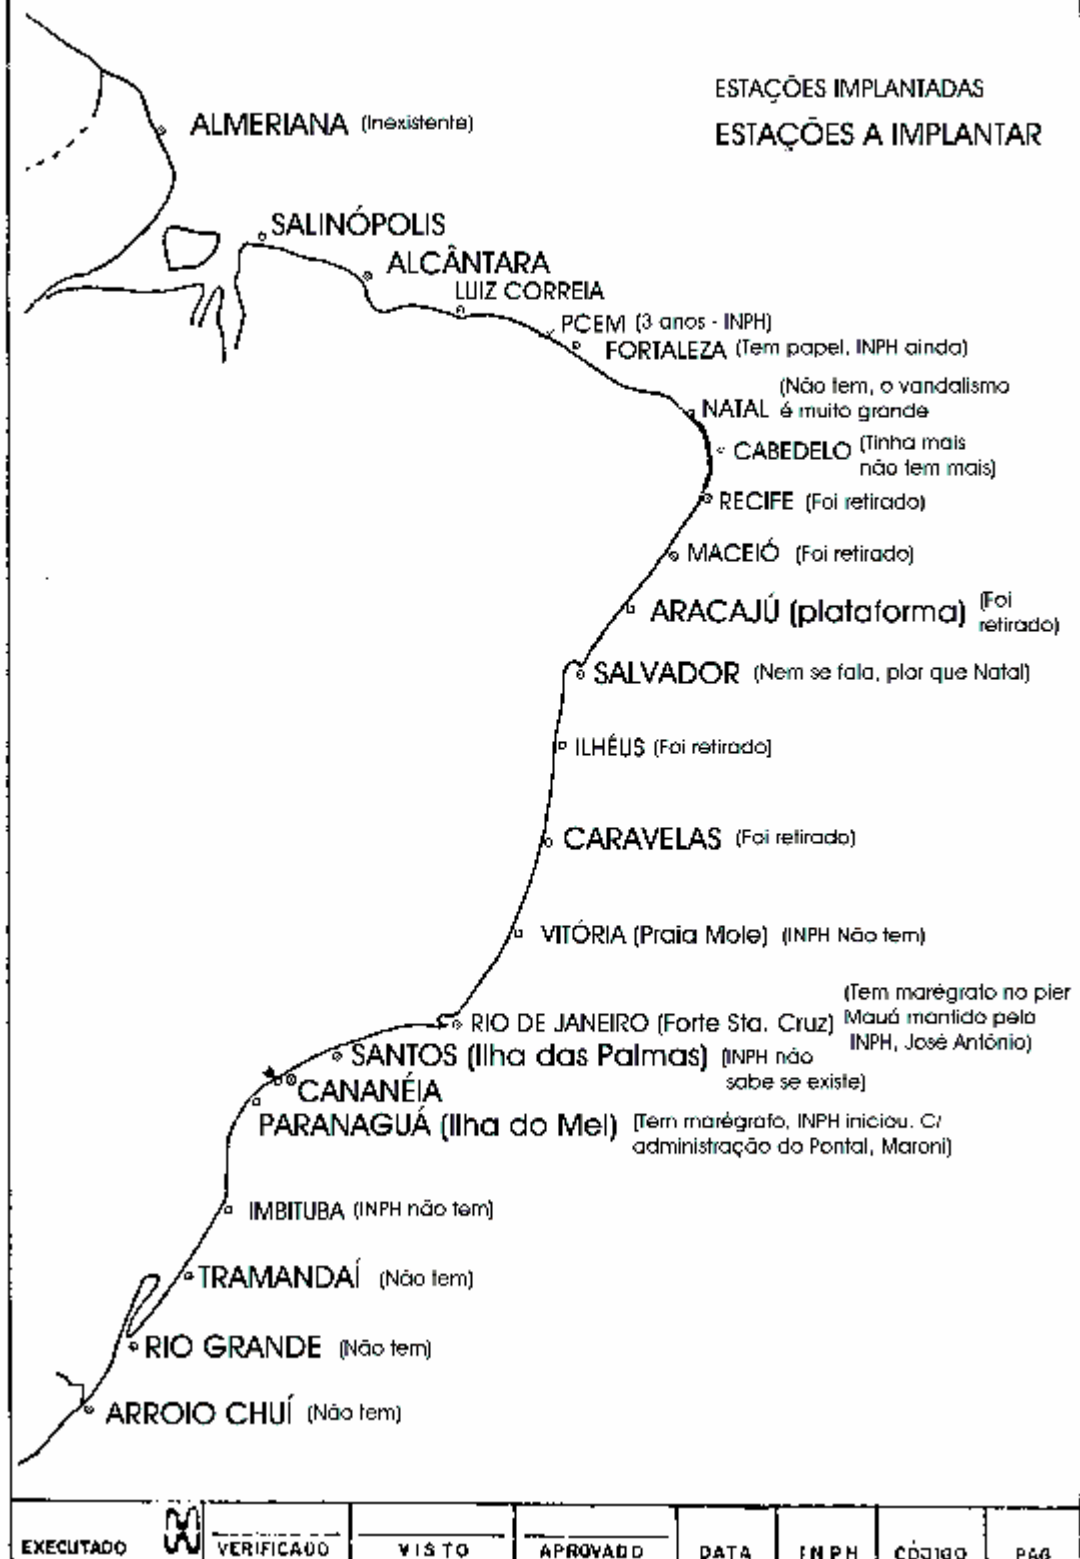 ESTAÇÕES IMPLANTADAS
ESTAÇÕES A IMPLANTAR
ALMERIANA (Inexistente)
SALINÓPOLIS
ALCÂNTARA
LUIZ CORREIA
PCEM (3 anos - INPH)
FORTALEZA (Tem papel, INPH ainda)
NATAL (Não tem, o vandalismo
é muito grande
CABEDELO (Tinha mais
não tem mais)
RECIFE (Foi retirado)
MACEIÓ (Foi retirado)
ARACAJÚ (plataforma) (Foi
retirado)
SALVADOR (Nem se fala, pior que Natal)
ILHÉUS (Foi retirado]
CARAVELAS (Foi retirado)
VITÓRIA (Praia Mole) (INPH Não tem)
RIO DE JANEIRO (Forte Sta. Cruz) (Tem marégrafo no pier
Mauá mantido pelo
INPH, José Antônio)
SANTOS (Ilha das Palmas) (INPH não
sabe se existe)
CANANÉIA
PARANAGUÁ (Ilha do Mel) (Tem marégrafo, INPH iniciou. C/
administração do Pontal, Maroni)
IMBITUBA (INPH não tem)
TRAMANDAÍ (Não tem)
RIO GRANDE (Não tem)
ARROIO CHUÍ (Não tem)
EXECUTADO VERIFICADO VISTO APROVADO DATA INPH CÓDIGO PAG